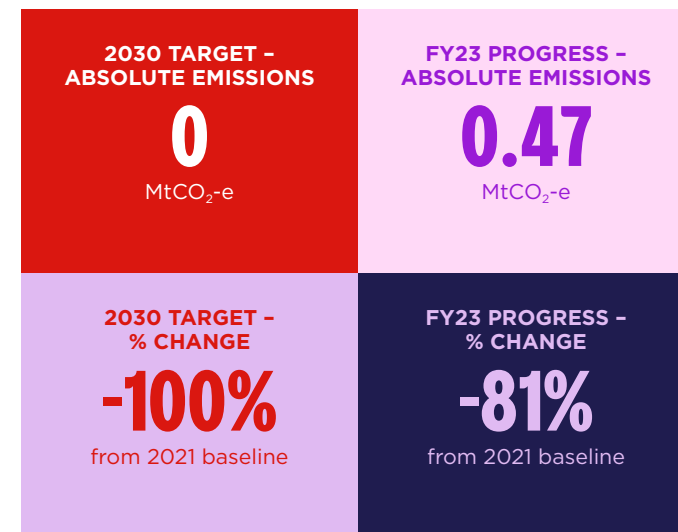 2030 TARGET –
ABSOLUTE EMISSIONS
0
MtCO₂-e
FY23 PROGRESS –
ABSOLUTE EMISSIONS
0.47
MtCO₂-e
2030 TARGET –
% CHANGE
-100%
from 2021 baseline
FY23 PROGRESS –
% CHANGE
-81%
from 2021 baseline